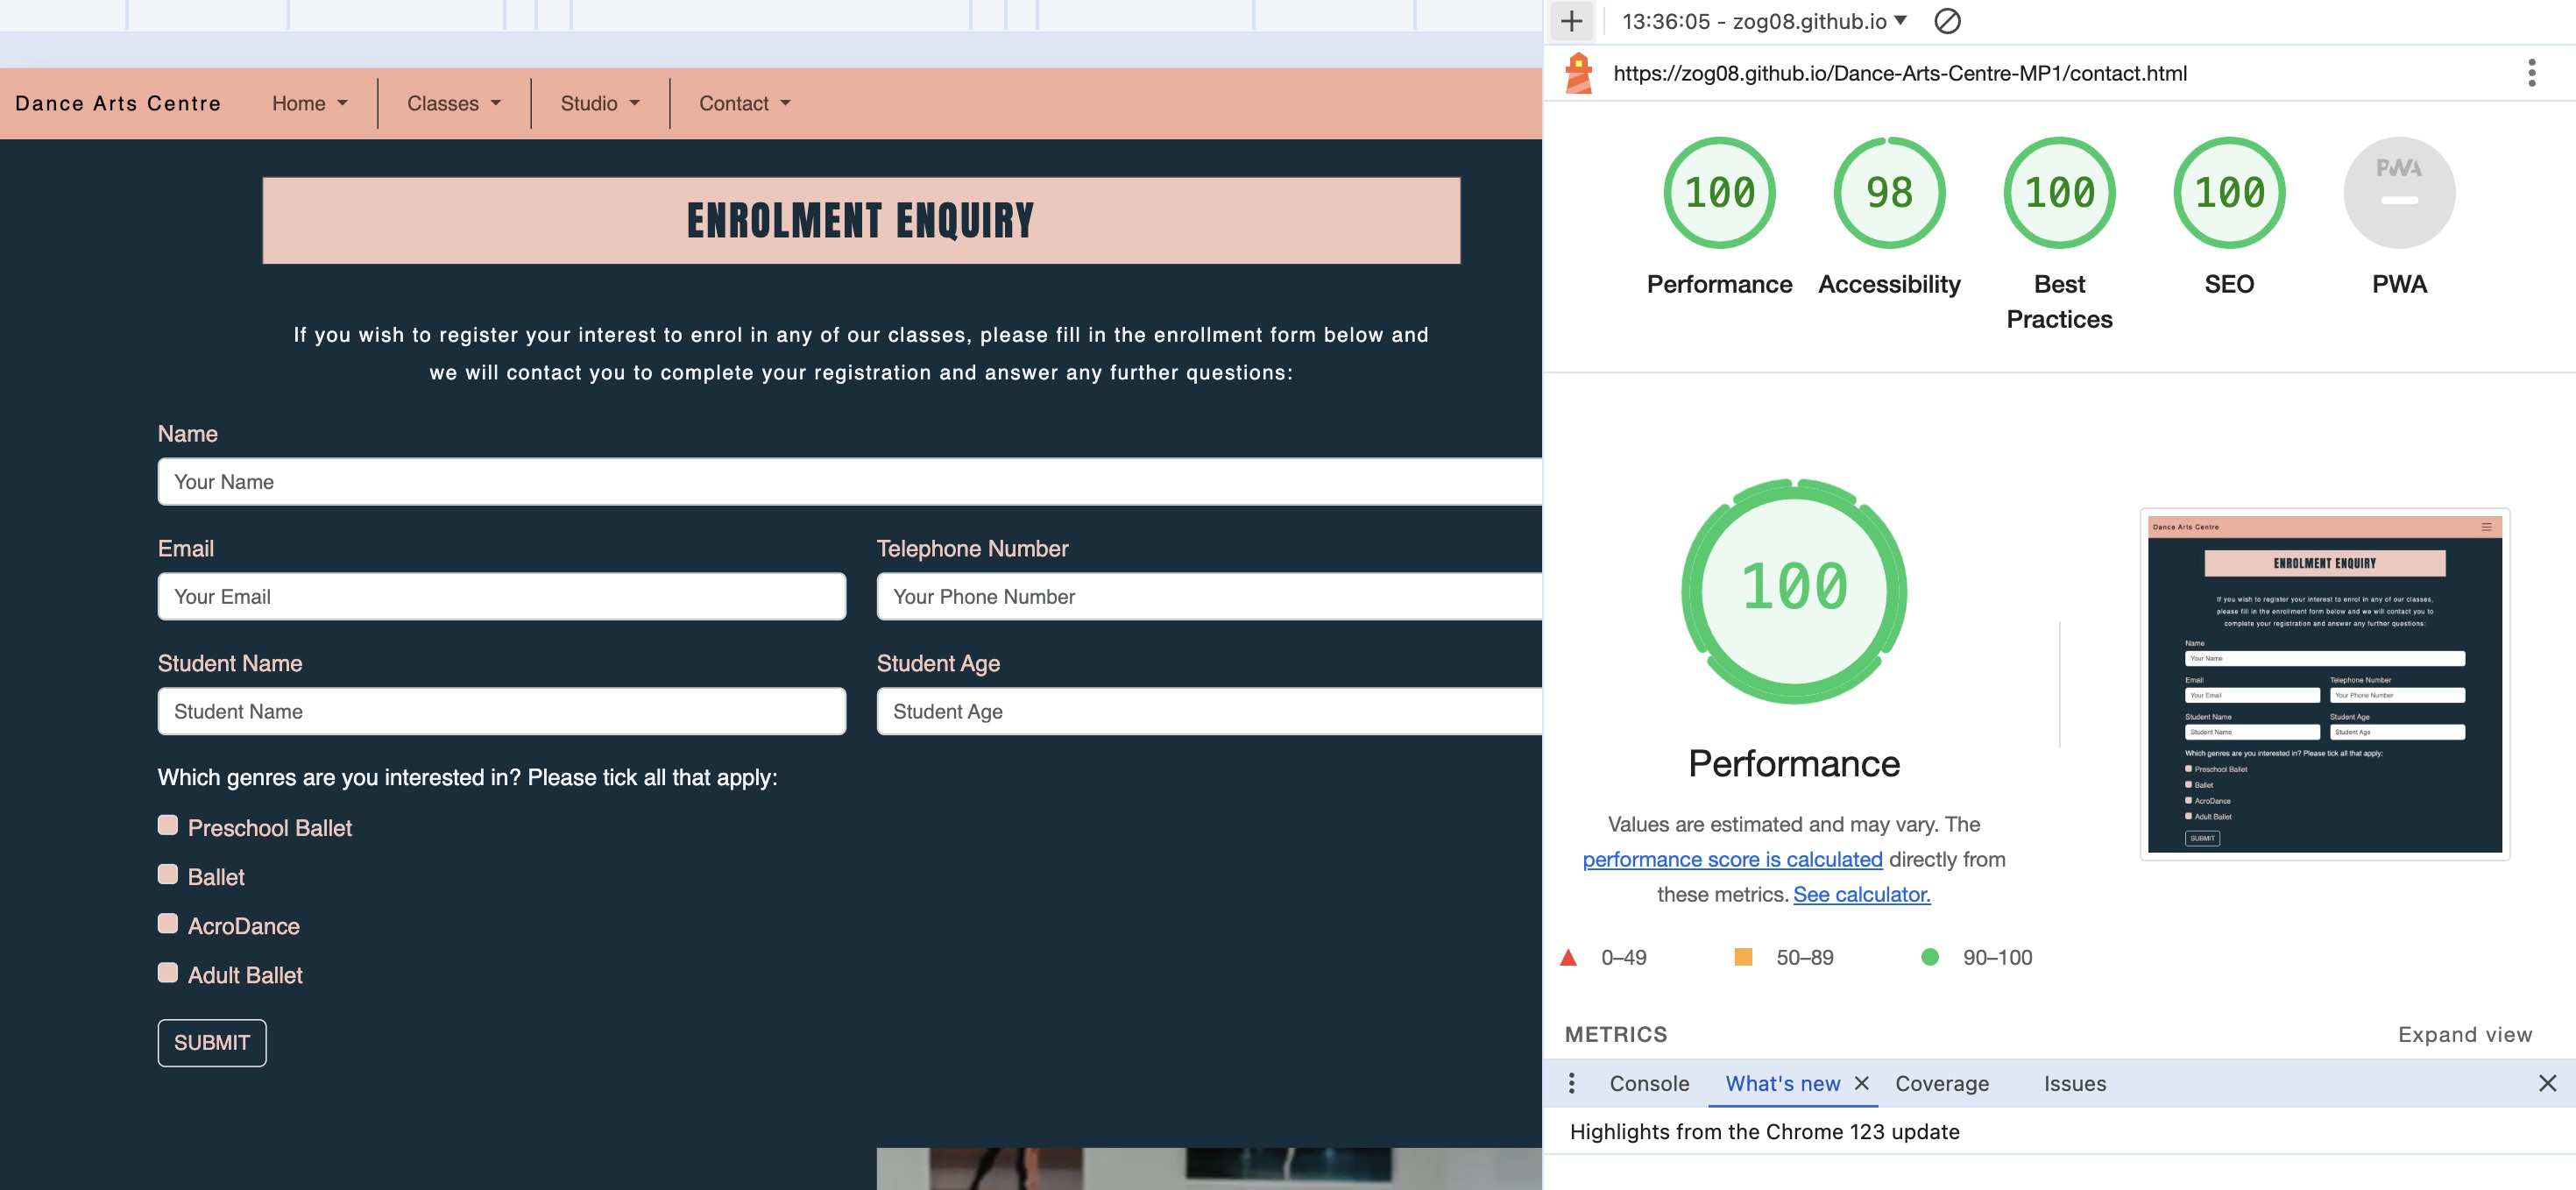 Dance Arts Centre Home Classes Studio Contact
ENROLMENT ENQUIRY
If you wish to register your interest to enrol in any of our classes, please fill in the enrollment form below and
we will contact you to complete your registration and answer any further questions:
Name
Your Name
Email Telephone Number
Your Email Your Phone Number
Student Name Student Age
Student Name Student Age
Which genres are you interested in? Please tick all that apply:
Preschool Ballet
Ballet
AcroDance
Adult Ballet
SUBMIT
13:36:05 - zog08.github.io
https://zog08.github.io/Dance-Arts-Centre-MP1/contact.html
100 98 100 100 PWA
Performance Accessibility Best Practices SEO PWA
100
Performance
Values are estimated and may vary. The
performance score is calculated directly from
these metrics. See calculator.
0–49 50–89 90–100
Dance Arts Centre
ENROLMENT ENQUIRY
If you wish to register your interest to enrol in any of our classes,
please fill in the enrollment form below and we will contact you to
complete your registration and answer any further questions:
Name
Your Name
Email Telephone Number
Your Email Your Phone Number
Student Name Student Age
Student Name Student Age
Which genres are you interested in? Please tick all that apply:
Preschool Ballet
Ballet
AcroDance
Adult Ballet
SUBMIT
METRICS Expand view
Console What's new Coverage Issues
Highlights from the Chrome 123 update